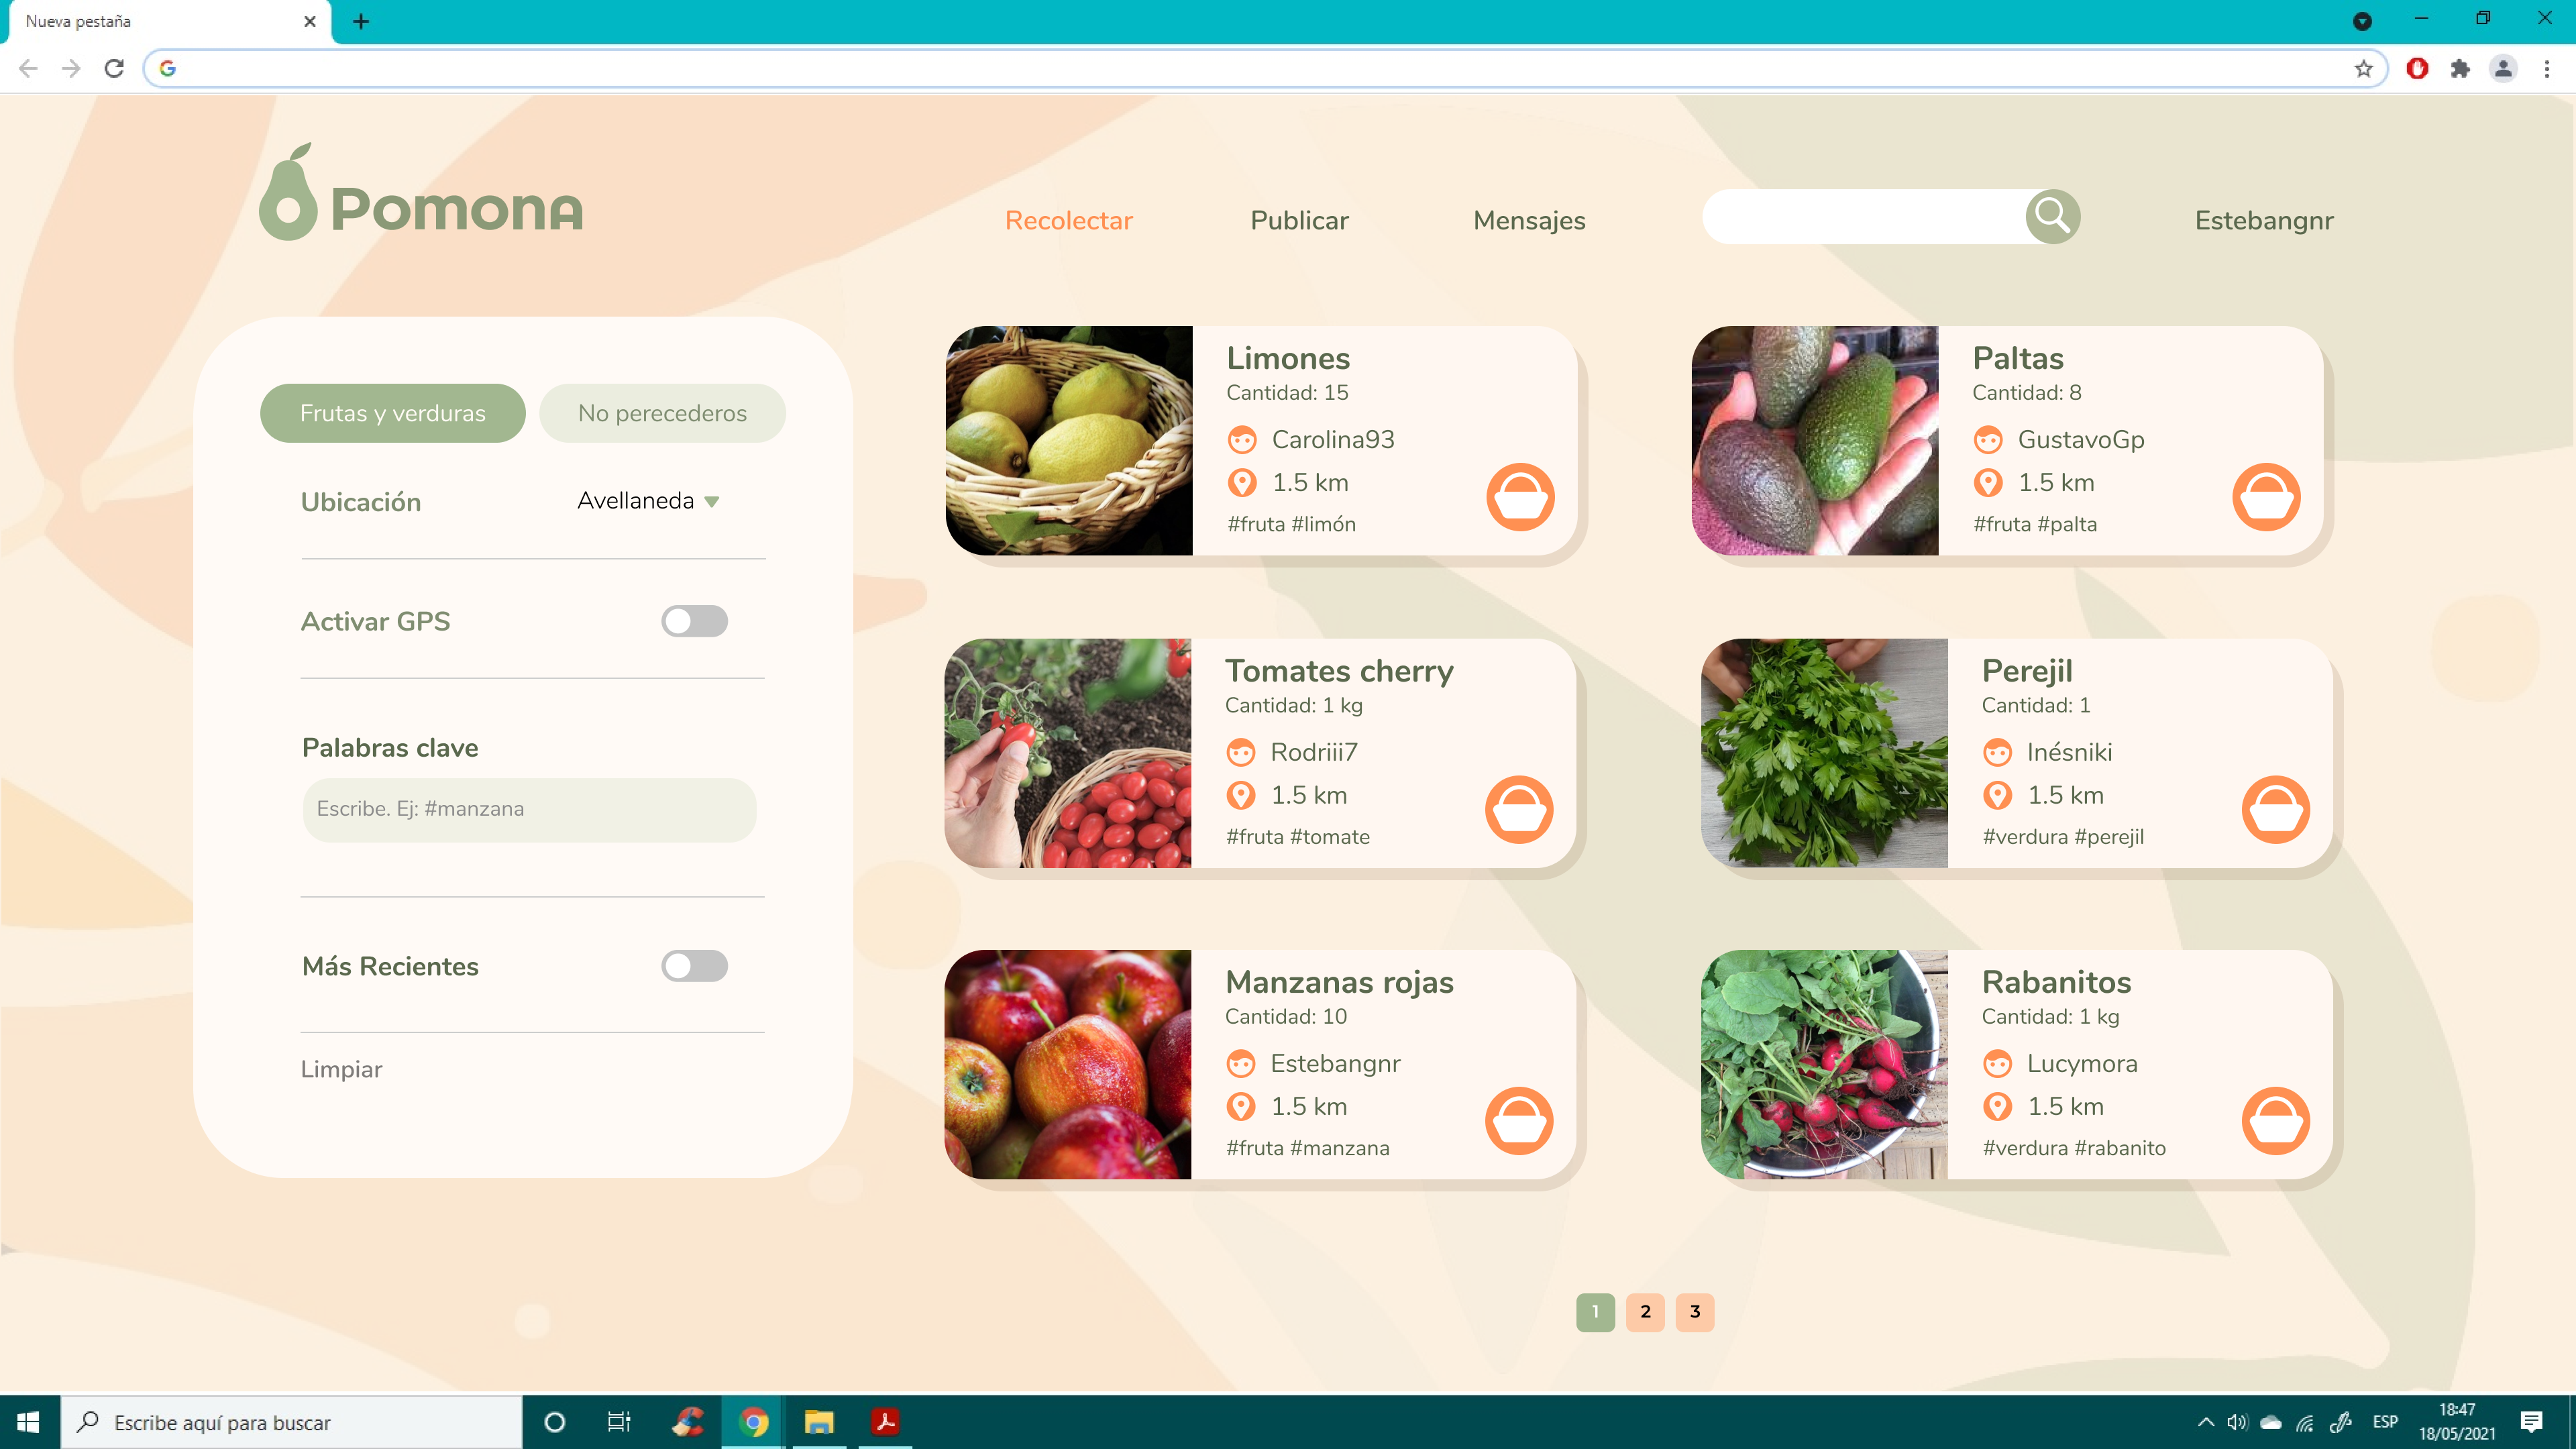 Nueva pestaña
Pomona
Recolectar
Publicar
Mensajes
Estebangnr
Frutas y verduras
No perecederos
Ubicación
Avellaneda
Activar GPS
Palabras clave
Escribe. Ej: #manzana
Más Recientes
Limpiar
Limones
Cantidad: 15
Carolina93
1.5 km
#fruta #limón
Paltas
Cantidad: 8
GustavoGp
1.5 km
#fruta #palta
Tomates cherry
Cantidad: 1 kg
Rodriii7
1.5 km
#fruta #tomate
Perejil
Cantidad: 1
Inésniki
1.5 km
#verdura #perejil
Manzanas rojas
Cantidad: 10
Estebangnr
1.5 km
#fruta #manzana
Rabanitos
Cantidad: 1 kg
Lucymora
1.5 km
#verdura #rabanito
1 2 3
Escribe aquí para buscar
ESP
18:47
18/05/2021